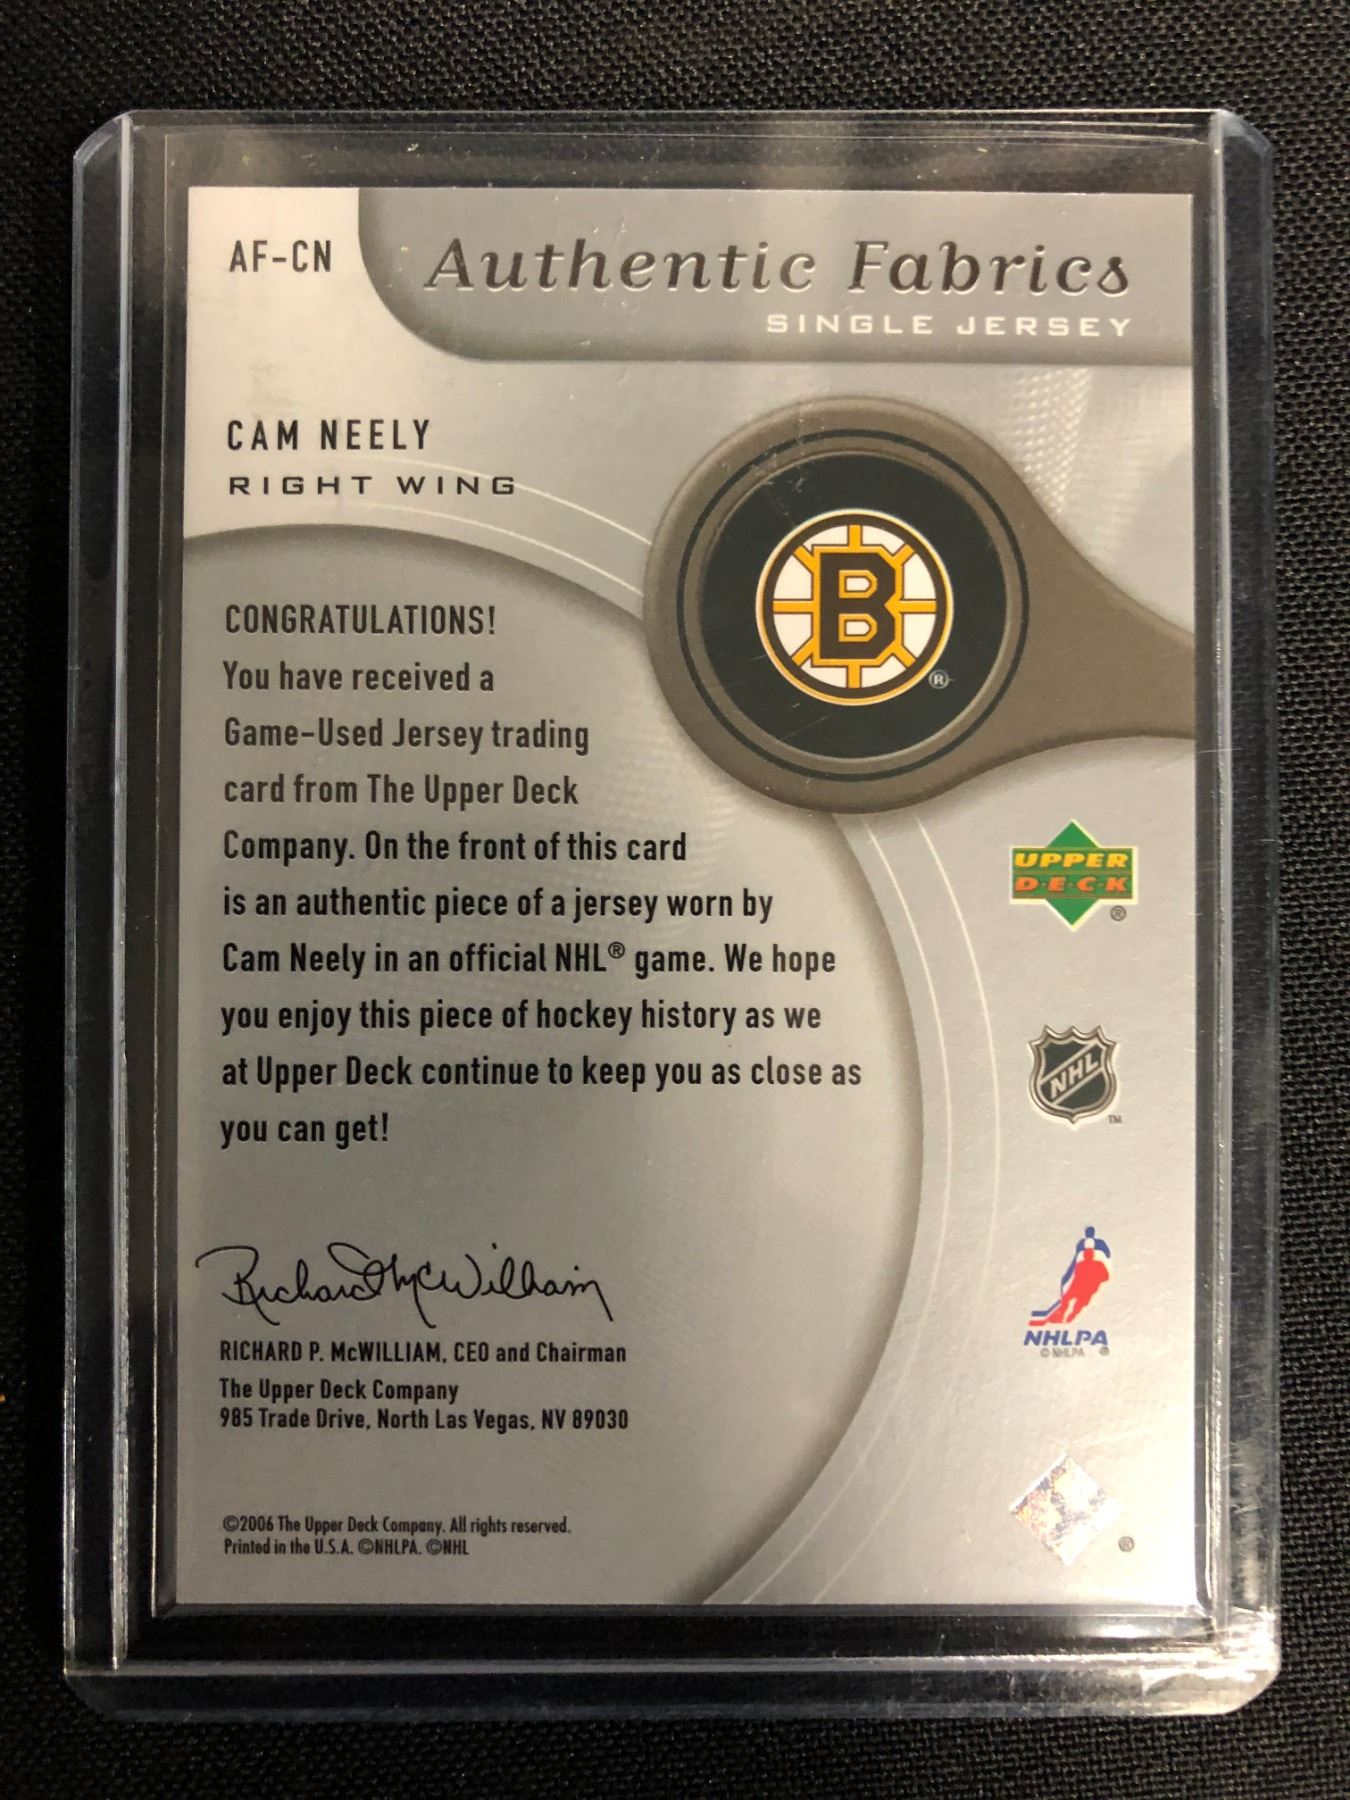 AF-CN
Authentic Fabrics
SINGLE JERSEY
CAM NEELY
RIGHT WING
B
®
CONGRATULATIONS!
You have received a
Game-Used Jersey trading
card from The Upper Deck
Company. On the front of this card
is an authentic piece of a jersey worn by
Cam Neely in an official NHL® game. We hope
you enjoy this piece of hockey history as we
at Upper Deck continue to keep you as close as
you can get!
UPPER
D·E·C·K
®
NHL
TM
NHLPA
©NHLPA ®
Richard McWilliam
RICHARD P. McWILLIAM, CEO and Chairman
The Upper Deck Company
985 Trade Drive, North Las Vegas, NV 89030
©2006 The Upper Deck Company. All rights reserved.
Printed in the U.S.A. ©NHLPA. ©NHL
®